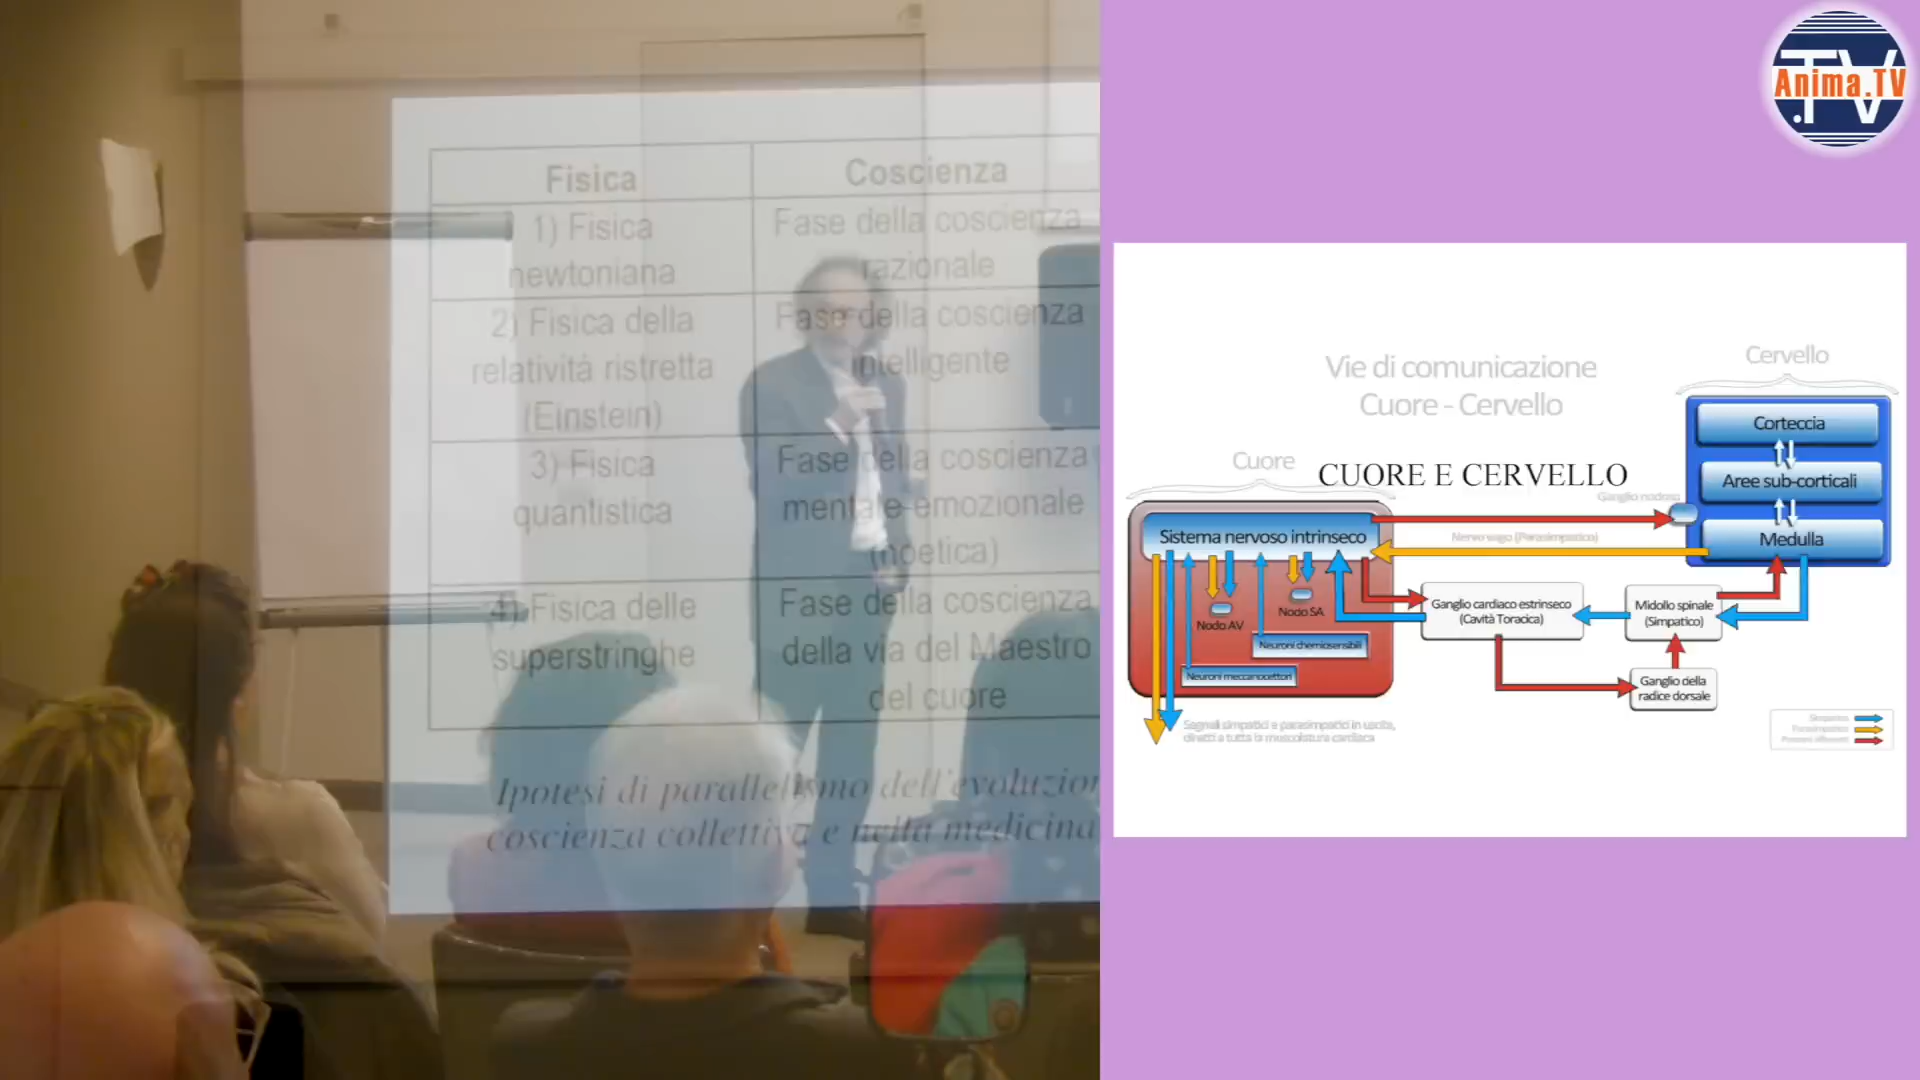 Fisica
Coscienza
1) Fisica
newtoniana
Fase della coscienza
razionale
2) Fisica della
relatività ristretta
(Einstein)
Fase della coscienza
intelligente
3) Fisica
quantistica
Fase della coscienza
mentale-emozionale
(noetica)
4) Fisica delle
superstringhe
Fase della coscienza
della via del Maestro
del cuore
Ipotesi di parallelismo dell'evoluzion
coscienza collettiva e nella medicina
.TV
Anima.TV
Vie di comunicazione
Cuore - Cervello
CUORE E CERVELLO
Cuore
Cervello
Corteccia
Aree sub-corticali
Medulla
Ganglio nodoso
Nervo vago (Parasimpatico)
Sistema nervoso intrinseco
Nodo AV
Nodo SA
Neuroni chemiosensibili
Neuroni meccanocettori
Ganglio cardiaco estrinseco
(Cavità Toracica)
Midollo spinale
(Simpatico)
Ganglio della
radice dorsale
Segnali simpatici e parasimpatici in uscita,
diretti a tutta la muscolatura cardiaca
Simpatico
Parasimpatico